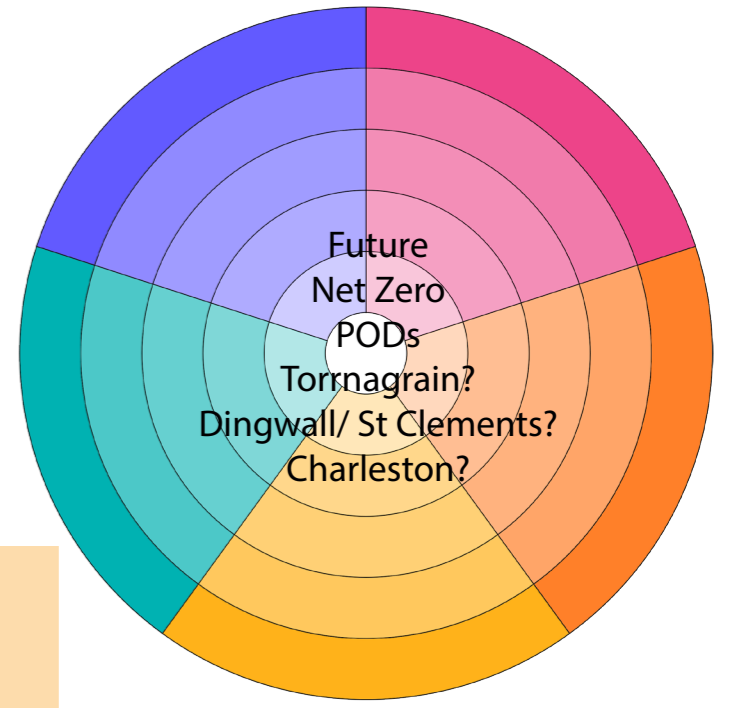 Future
Net Zero
PODs
Torrnagrain?
Dingwall/ St Clements?
Charleston?